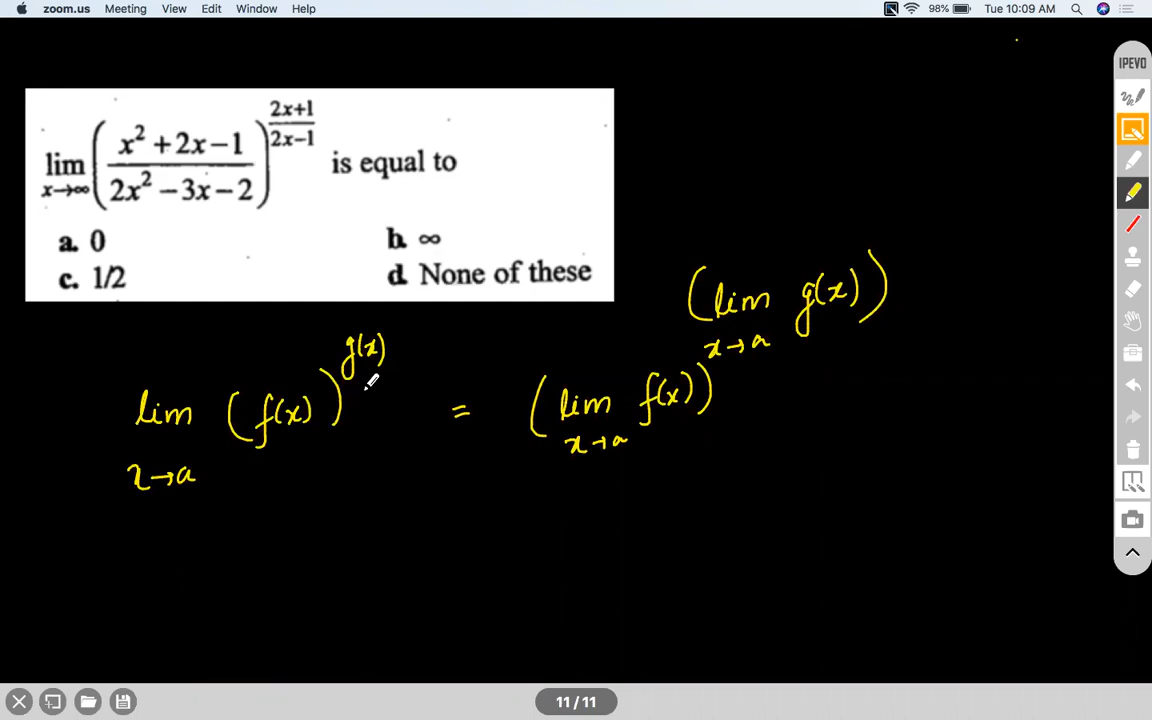 zoom.us Meeting View Edit Window Help 98% Tue 10:09 AM
IPEVO
lim x→∞ (x² + 2x − 1 / 2x² − 3x − 2)^(2x+1 / 2x−1) is equal to
a. 0 b. ∞
c. 1/2 d. None of these
lim x→a (f(x))^g(x) = (lim x→a f(x))^(lim x→a g(x))
11 / 11